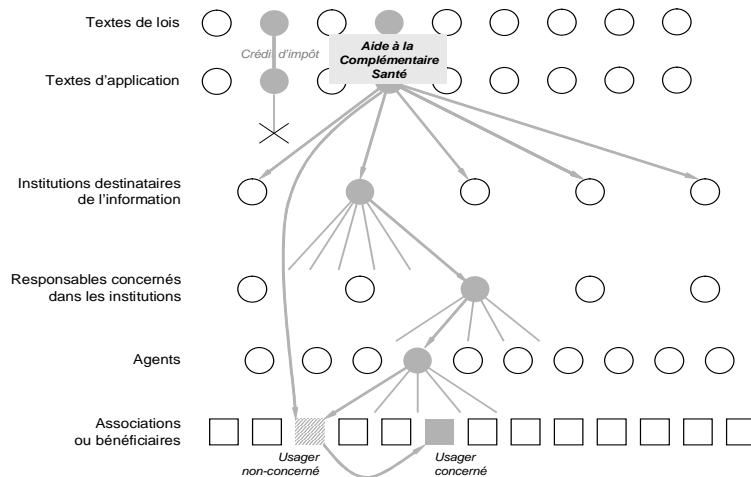 Textes de lois
Crédit d'impôt
Aide à la
Complémentaire
Santé
Textes d'application
Institutions destinataires
de l'information
Responsables concernés
dans les institutions
Agents
Associations
ou bénéficiaires
Usager
non-concerné
Usager
concerné